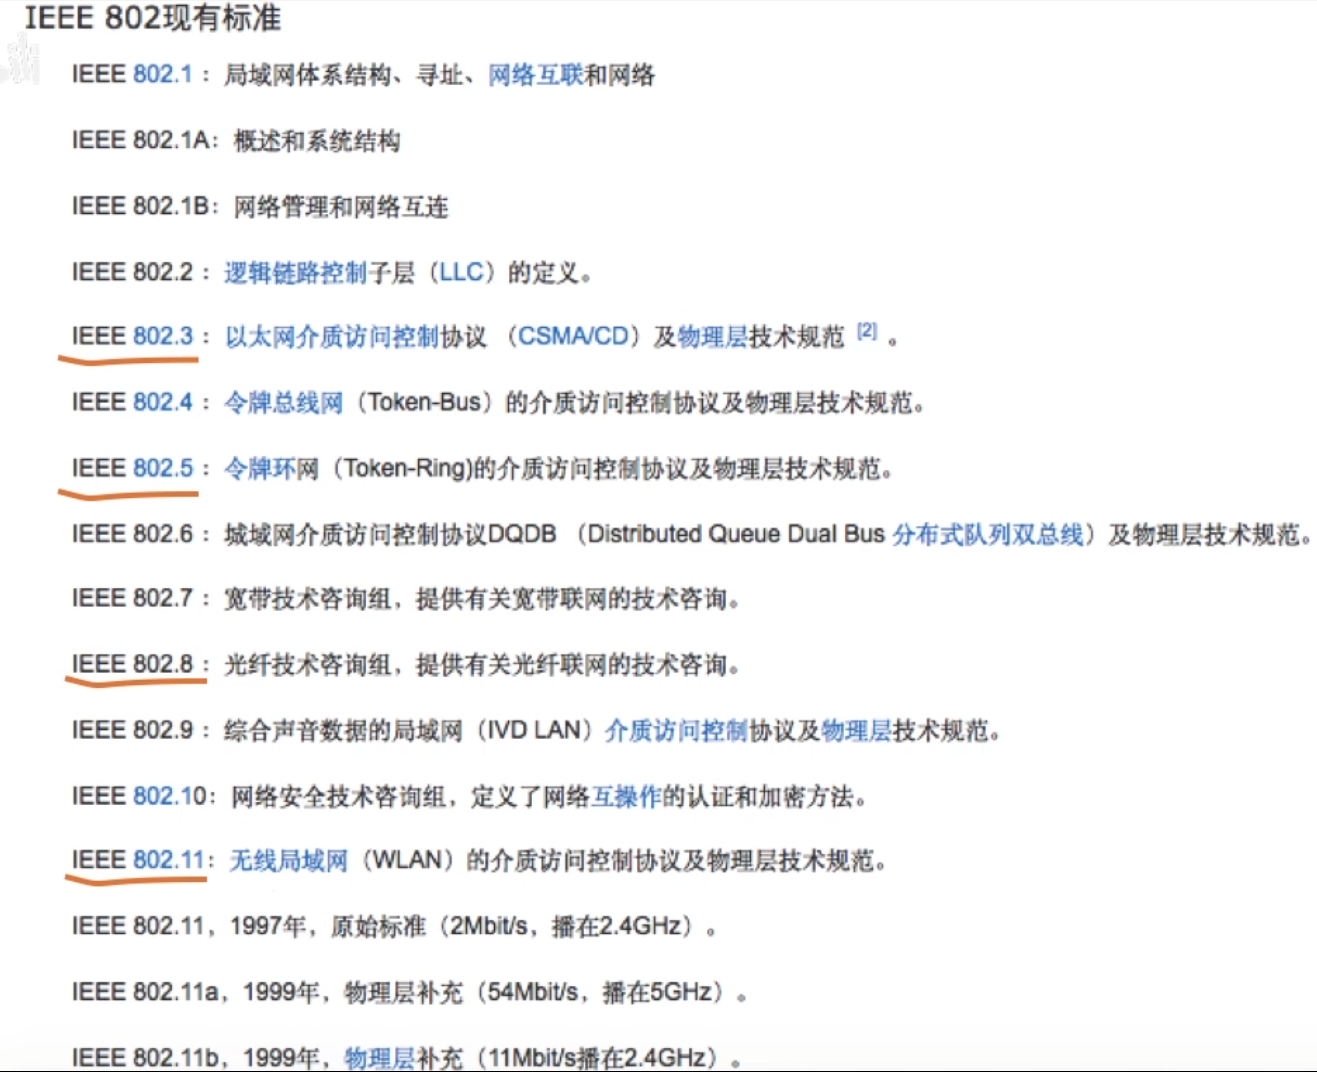 IEEE 802现有标准
IEEE 802.1 ：局域网体系结构、寻址、网络互联和网络
IEEE 802.1A：概述和系统结构
IEEE 802.1B：网络管理和网络互连
IEEE 802.2 ：逻辑链路控制子层（LLC）的定义。
IEEE 802.3 ：以太网介质访问控制协议 （CSMA/CD）及物理层技术规范 [2] 。
IEEE 802.4 ：令牌总线网（Token-Bus）的介质访问控制协议及物理层技术规范。
IEEE 802.5 ：令牌环网（Token-Ring)的介质访问控制协议及物理层技术规范。
IEEE 802.6 ：城域网介质访问控制协议DQDB （Distributed Queue Dual Bus 分布式队列双总线）及物理层技术规范。
IEEE 802.7 ：宽带技术咨询组，提供有关宽带联网的技术咨询。
IEEE 802.8 ：光纤技术咨询组，提供有关光纤联网的技术咨询。
IEEE 802.9 ：综合声音数据的局域网（IVD LAN）介质访问控制协议及物理层技术规范。
IEEE 802.10：网络安全技术咨询组，定义了网络互操作的认证和加密方法。
IEEE 802.11：无线局域网（WLAN）的介质访问控制协议及物理层技术规范。
IEEE 802.11，1997年，原始标准（2Mbit/s，播在2.4GHz）。
IEEE 802.11a，1999年，物理层补充（54Mbit/s，播在5GHz）。
IEEE 802.11b，1999年，物理层补充（11Mbit/s播在2.4GHz）。